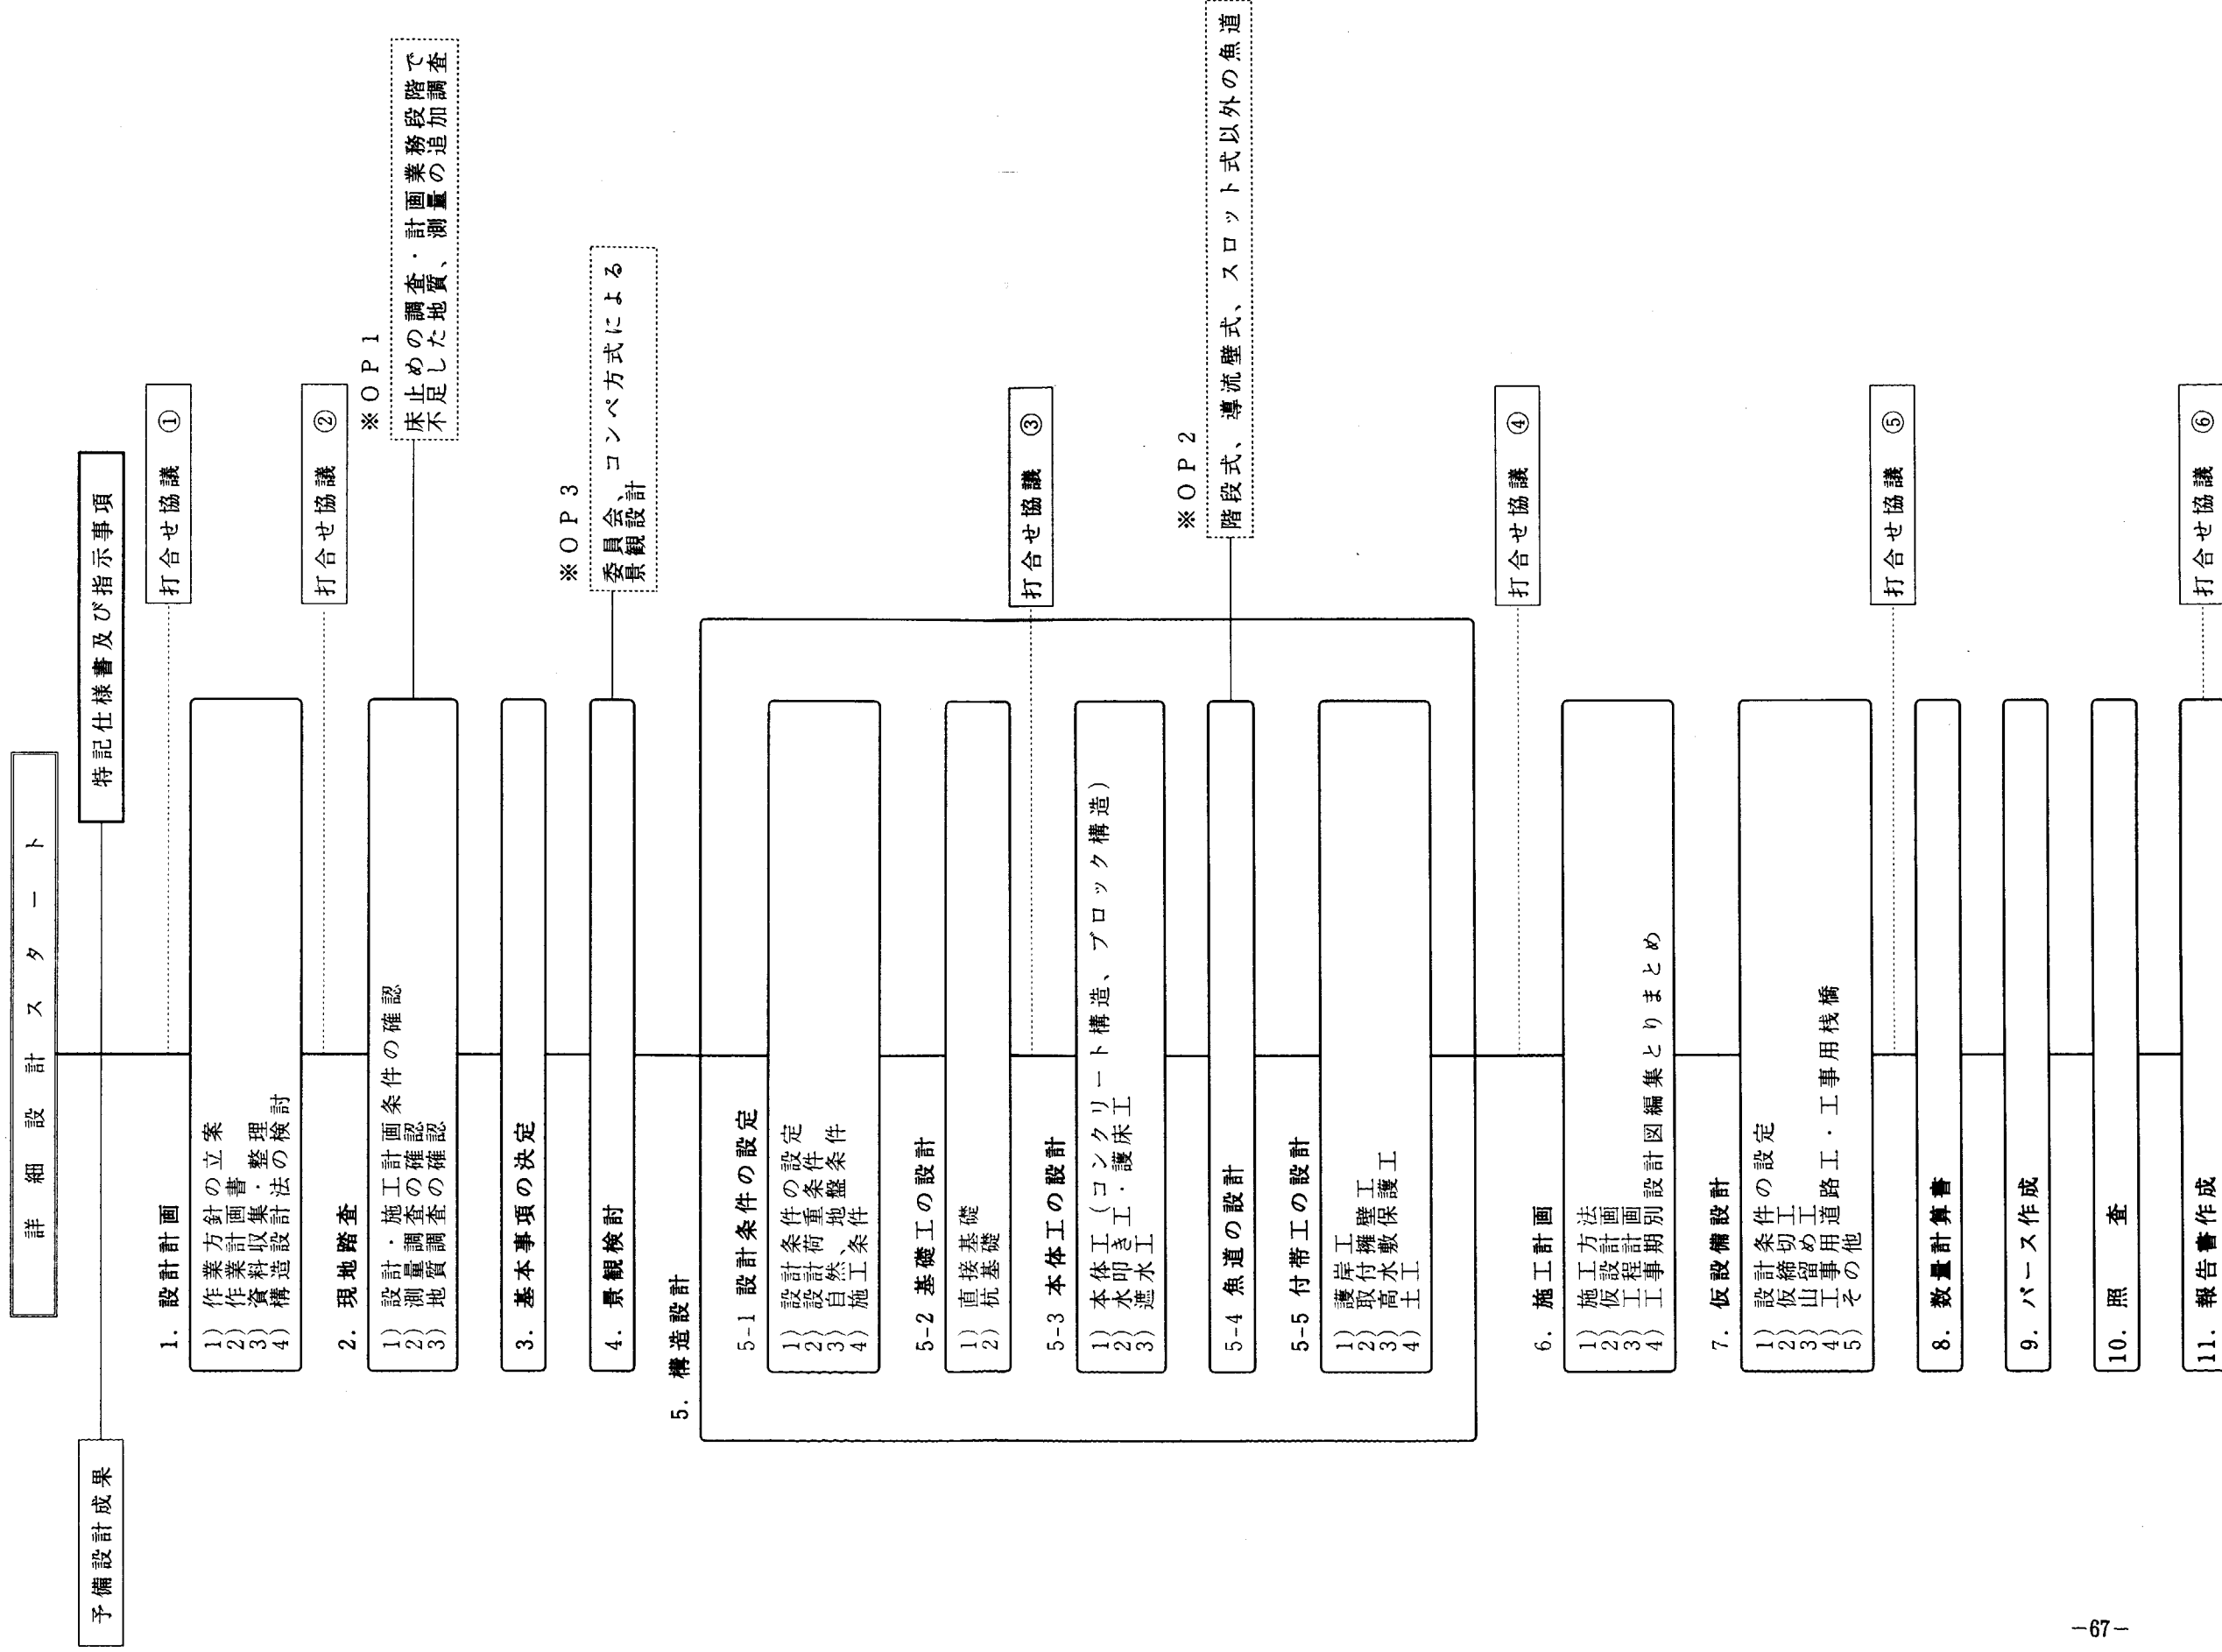 詳細設計スタート
予備設計成果
特記仕様書及び指示事項
打合せ協議 ①
1. 設計計画
1) 作業方針の立案
2) 作業計画書
3) 資料収集・整理
4) 構造設計法の検討
打合せ協議 ②
2. 現地踏査
1) 設計・施工計画条件の確認
2) 測量調査の確認
3) 地質調査の確認
※OP1
床止めの調査・計画業務段階で
不足した地質、測量の追加調査
3. 基本事項の決定
4. 景観検討
※OP3
委員会、コンペ方式による
景観設計
5. 構造設計
5-1 設計条件の設定
1) 設計条件の設定
2) 設計荷重条件
3) 自然、地盤条件
4) 施工条件
5-2 基礎工の設計
1) 直接基礎
2) 杭基礎
打合せ協議 ③
5-3 本体工の設計
1) 本体工(コンクリート構造、ブロック構造)
2) 水叩き工・護床工
3) 遮水工
5-4 魚道の設計
※OP2
階段式、導流壁式、スロット式以外の魚道
5-5 付帯工の設計
1) 護岸工
2) 取付擁壁工
3) 高水敷保護工
4) 土工
打合せ協議 ④
6. 施工計画
1) 施工方法
2) 仮設計画
3) 工程計画
4) 工事期別設計図編集とりまとめ
7. 仮設備設計
1) 設計条件の設定
2) 仮締切工
3) 山留め工
4) 工事用道路工・工事用桟橋
5) その他
打合せ協議 ⑤
8. 数量計算書
9. パース作成
10. 照査
打合せ協議 ⑥
11. 報告書作成
-67-